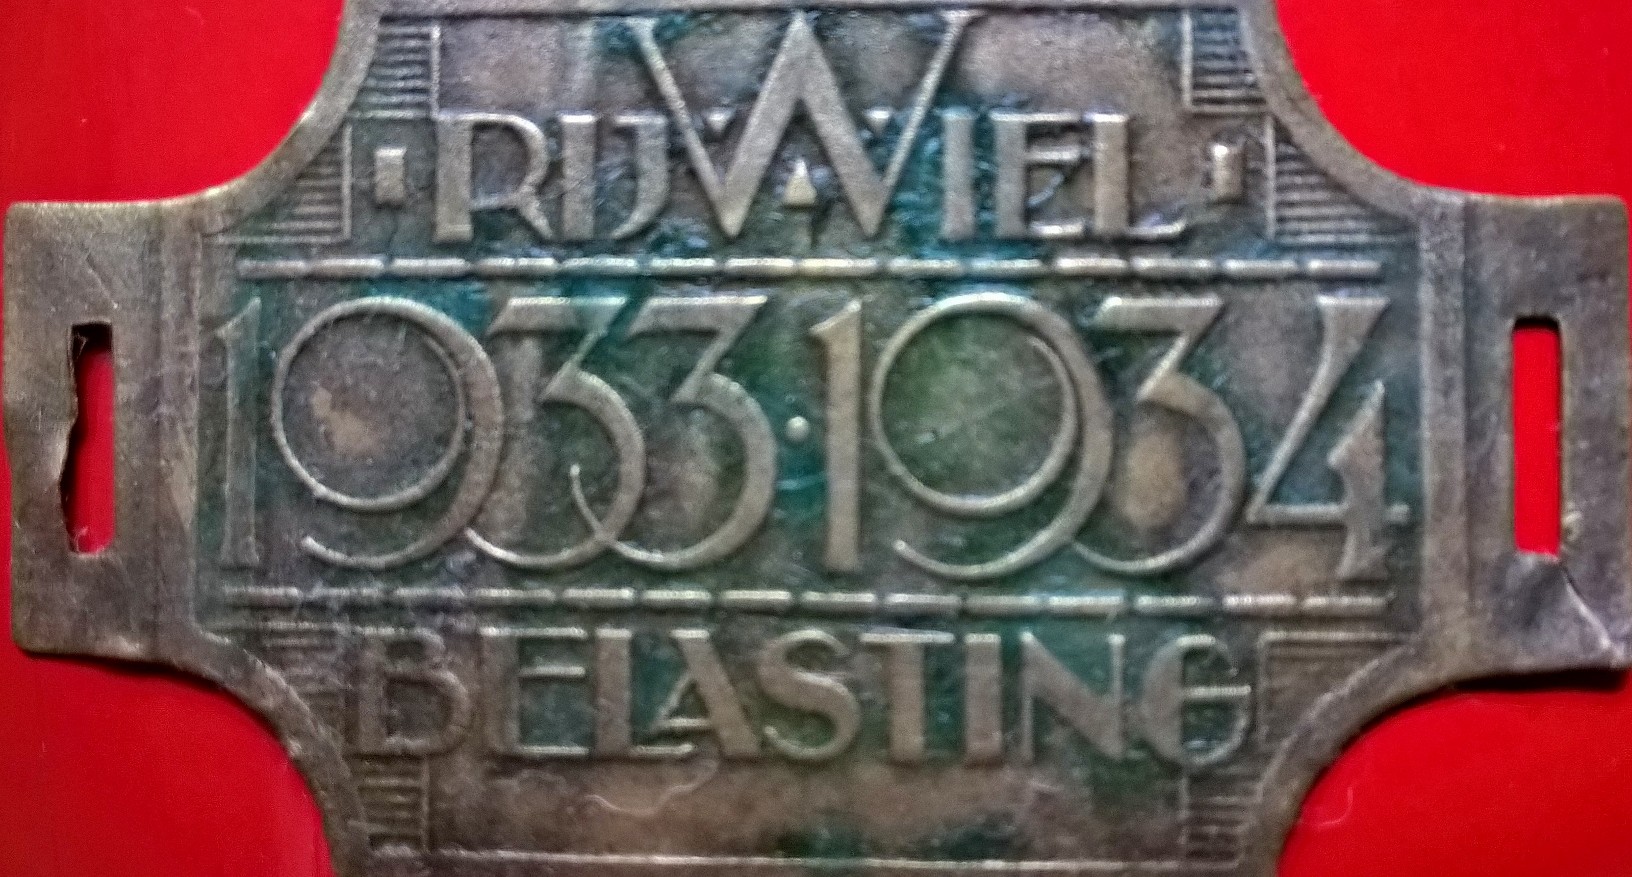 · RIJWIEL ·
1933·1934
BELASTING